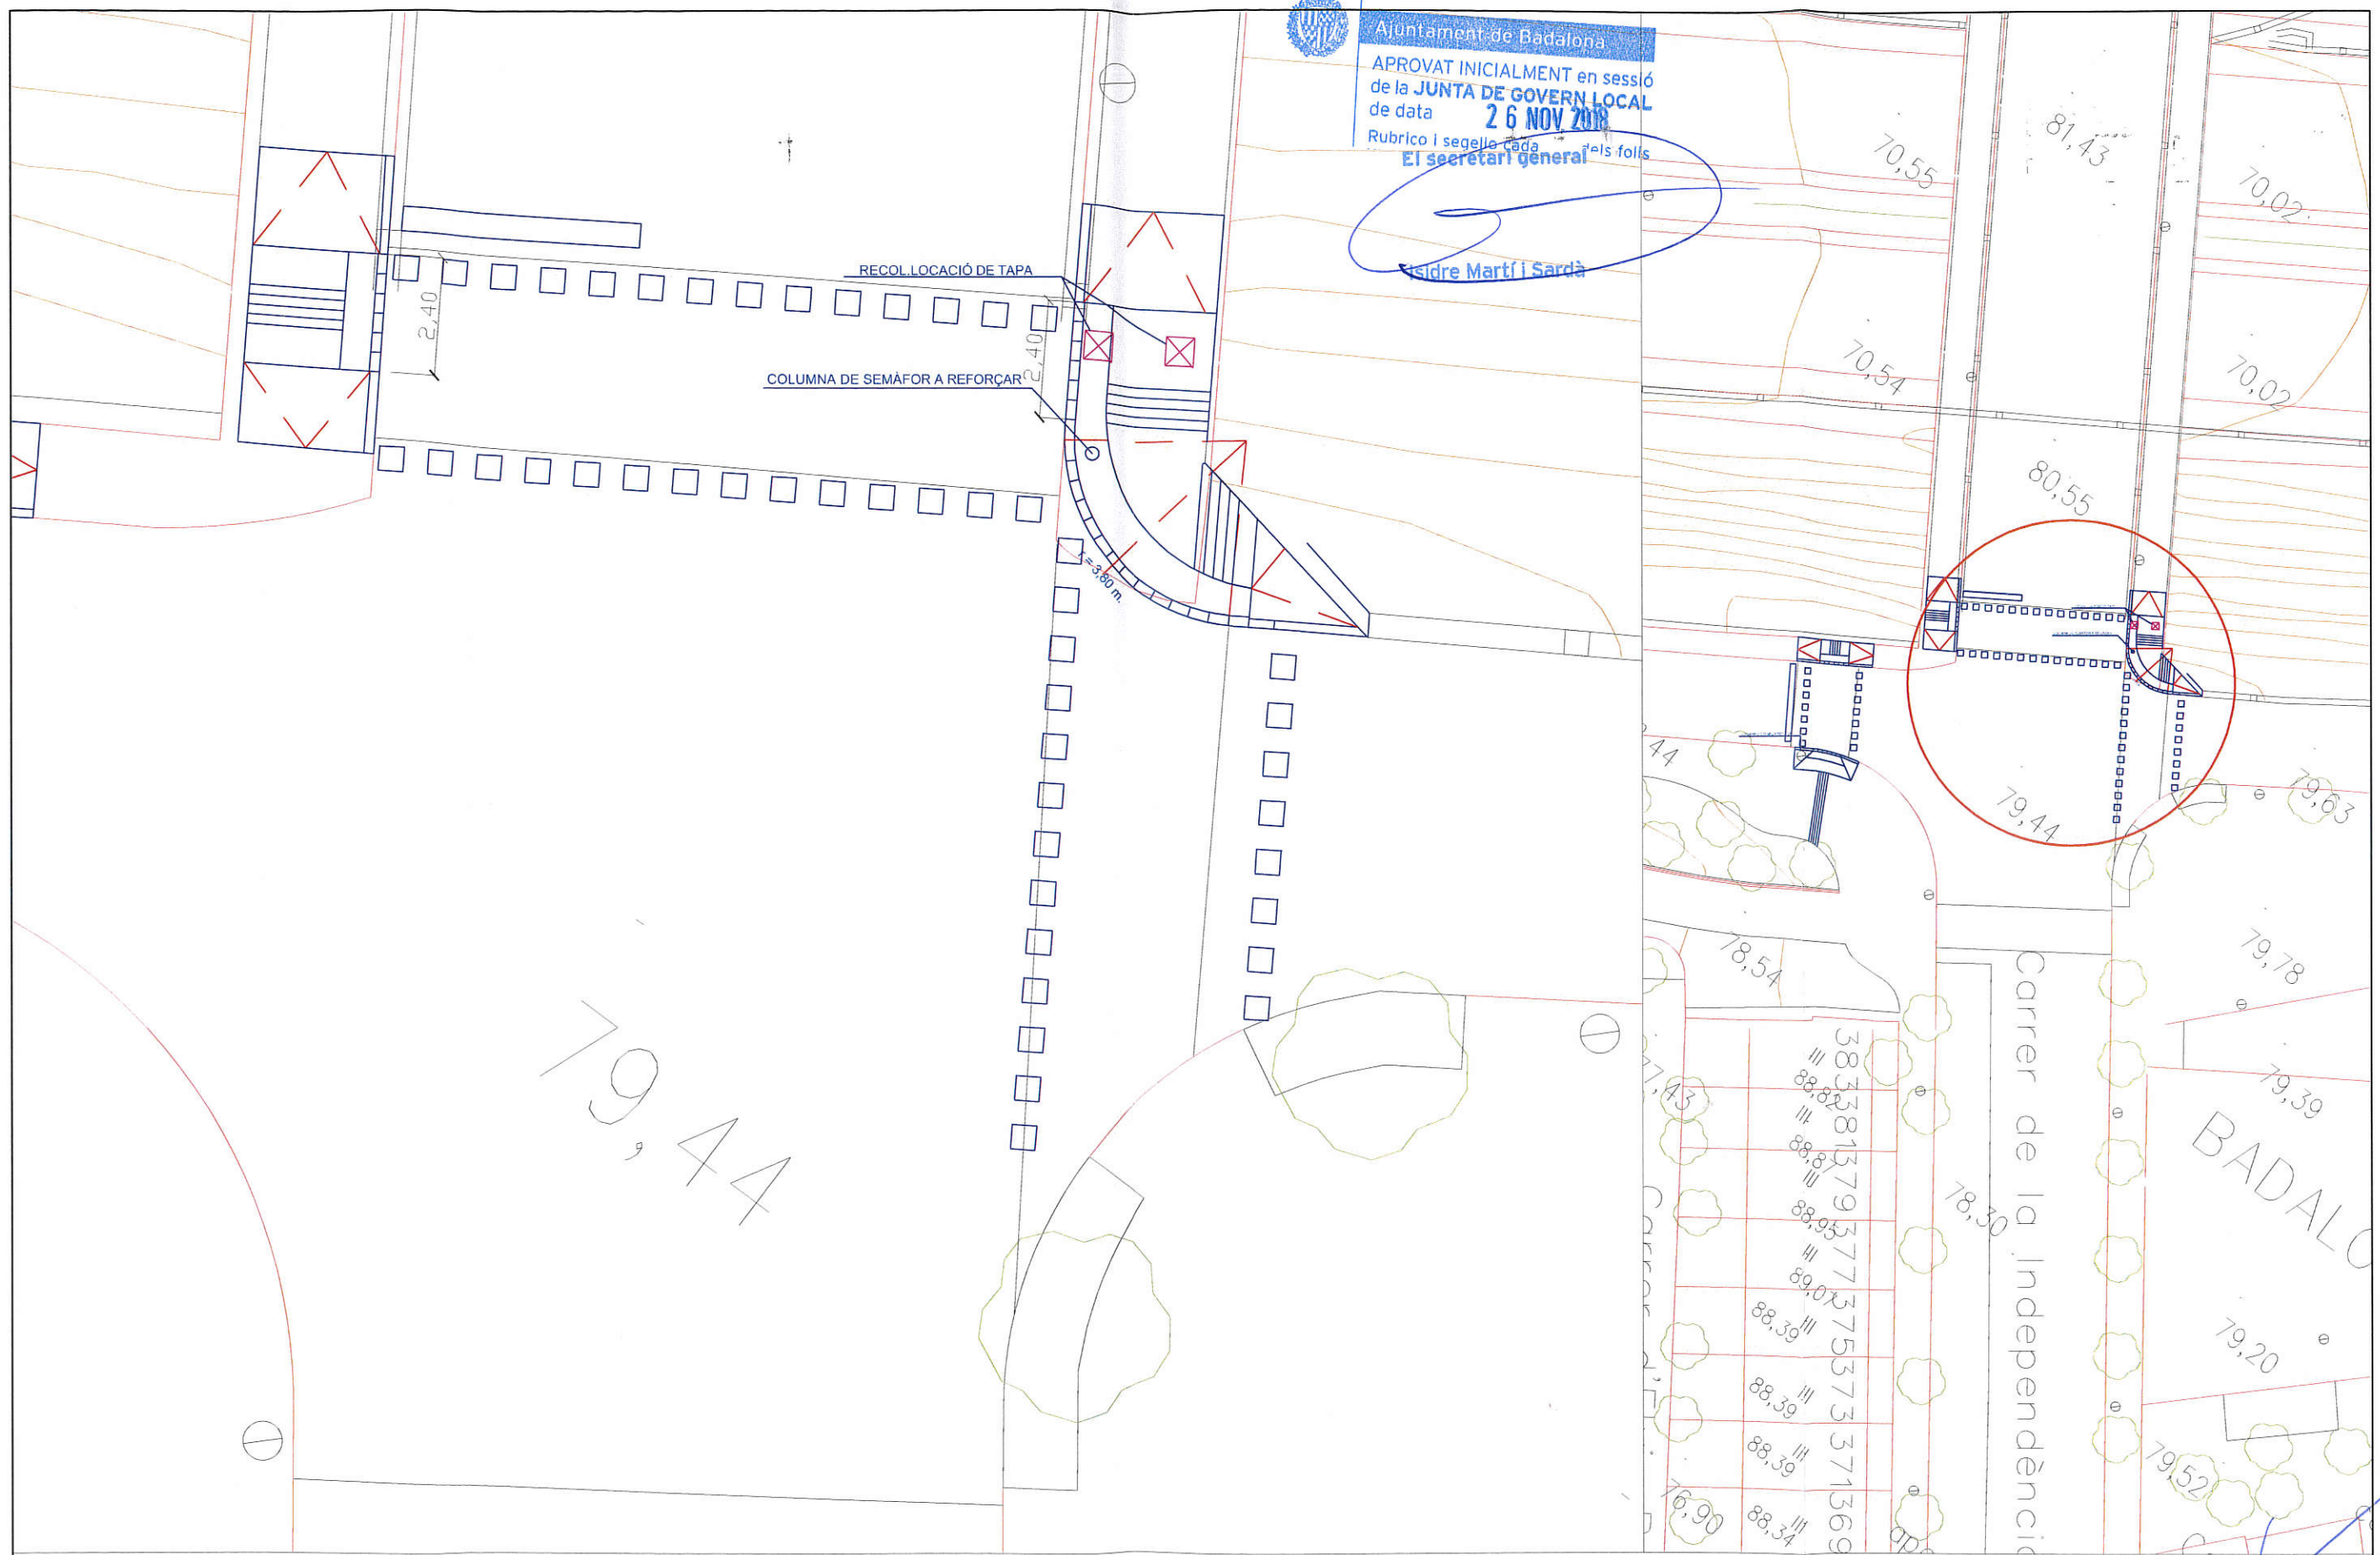 Ajuntament de Badalona
APROVAT INICIALMENT en sessió
de la JUNTA DE GOVERN LOCAL
de data 26 NOV 2018
Rubrico i segello cada dels folis
El secretari general
Isidre Martí i Sardà
RECOL.LOCACIÓ DE TAPA
2,40
2,40
COLUMNA DE SEMÀFOR A REFORÇAR
r = 3,80 m.
79,44
70,55
81,43
70,02
70,54
70,02
80,55
44
79,44
79,63
78,54
79,78
77,43
79,39
88,82
88,87
88,95
89,07
88,39
88,39
88,39
88,34
383381379377375373371369
78,30
Carrer de la Independènci
BADALO
79,20
79,52
76,90